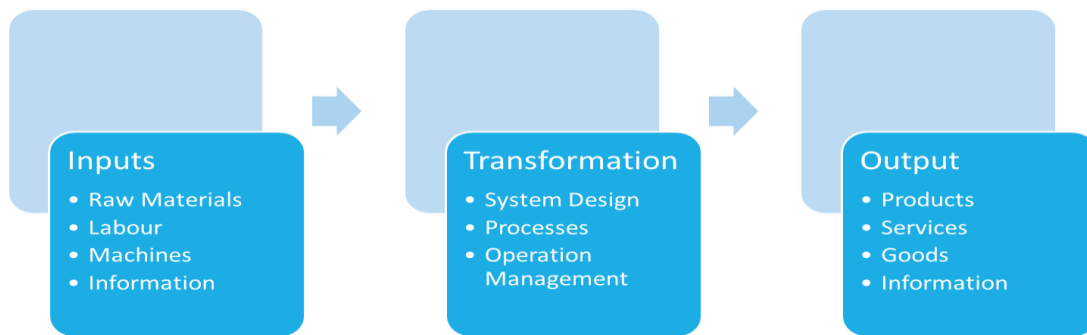 Inputs
• Raw Materials
• Labour
• Machines
• Information
Transformation
• System Design
• Processes
• Operation
Management
Output
• Products
• Services
• Goods
• Information